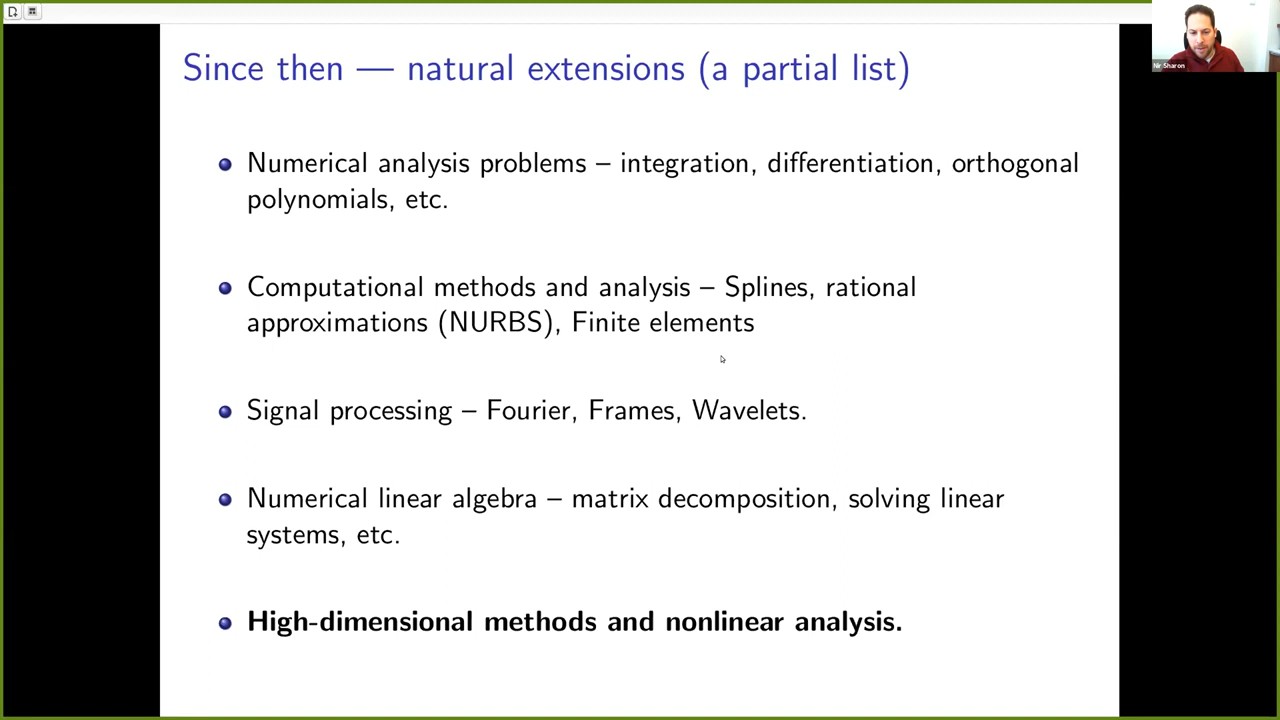 Since then — natural extensions (a partial list)
Numerical analysis problems – integration, differentiation, orthogonal
polynomials, etc.
Computational methods and analysis – Splines, rational
approximations (NURBS), Finite elements
Signal processing – Fourier, Frames, Wavelets.
Numerical linear algebra – matrix decomposition, solving linear
systems, etc.
High-dimensional methods and nonlinear analysis.
Nir Sharon